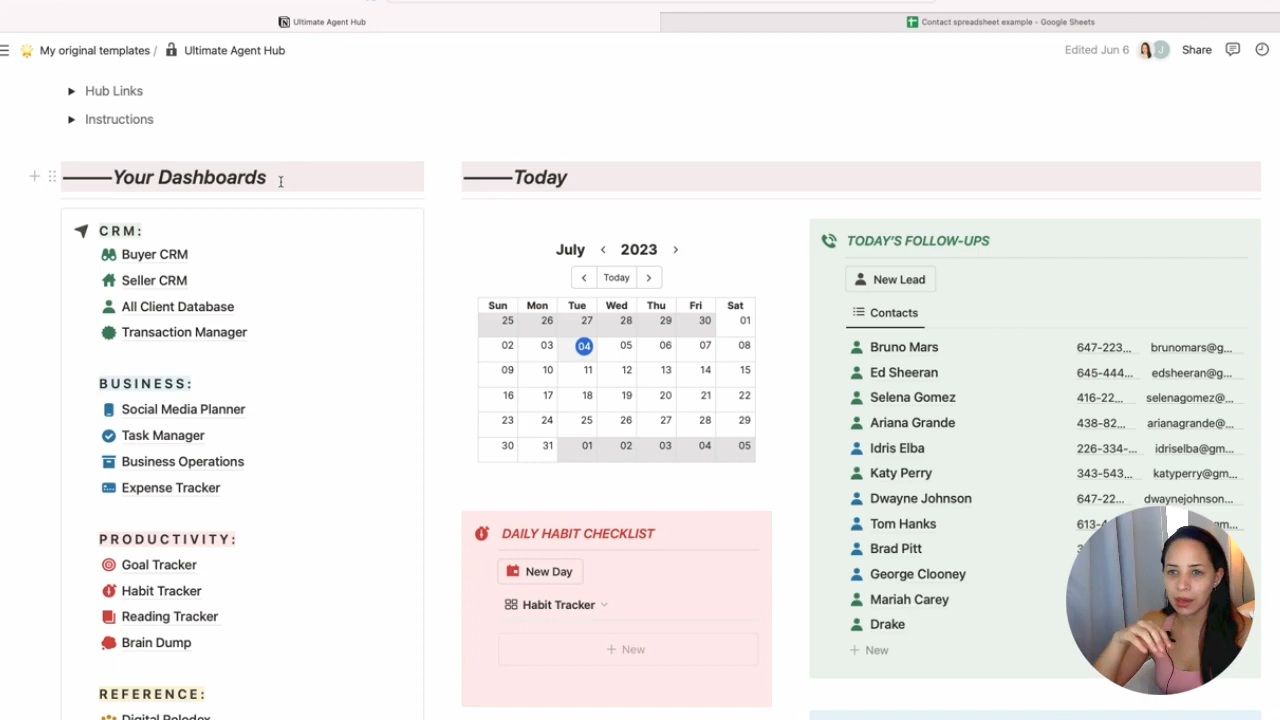 Ultimate Agent Hub
Contact spreadsheet example - Google Sheets
My original templates / Ultimate Agent Hub
Edited Jun 6
J
Share
Hub Links
Instructions
Your Dashboards
CRM:
Buyer CRM
Seller CRM
All Client Database
Transaction Manager
BUSINESS:
Social Media Planner
Task Manager
Business Operations
Expense Tracker
PRODUCTIVITY:
Goal Tracker
Habit Tracker
Reading Tracker
Brain Dump
REFERENCE:
Digital Rolodex
Today
July 2023
Today
Sun Mon Tue Wed Thu Fri Sat
25 26 27 28 29 30 01
02 03 04 05 06 07 08
09 10 11 12 13 14 15
16 17 18 19 20 21 22
23 24 25 26 27 28 29
30 31 01 02 03 04 05
DAILY HABIT CHECKLIST
New Day
Habit Tracker
+ New
TODAY'S FOLLOW-UPS
New Lead
Contacts
Bruno Mars 647-223... brunomars@g...
Ed Sheeran 645-444... edsheeran@g...
Selena Gomez 416-22... selenagomez@...
Ariana Grande 438-82... arianagrande@...
Idris Elba 226-334-... idriselba@gm...
Katy Perry 343-543... katyperry@gm...
Dwayne Johnson 647-22... dwaynejohnson...
Tom Hanks 613-4
Brad Pitt
George Clooney
Mariah Carey
Drake
+ New